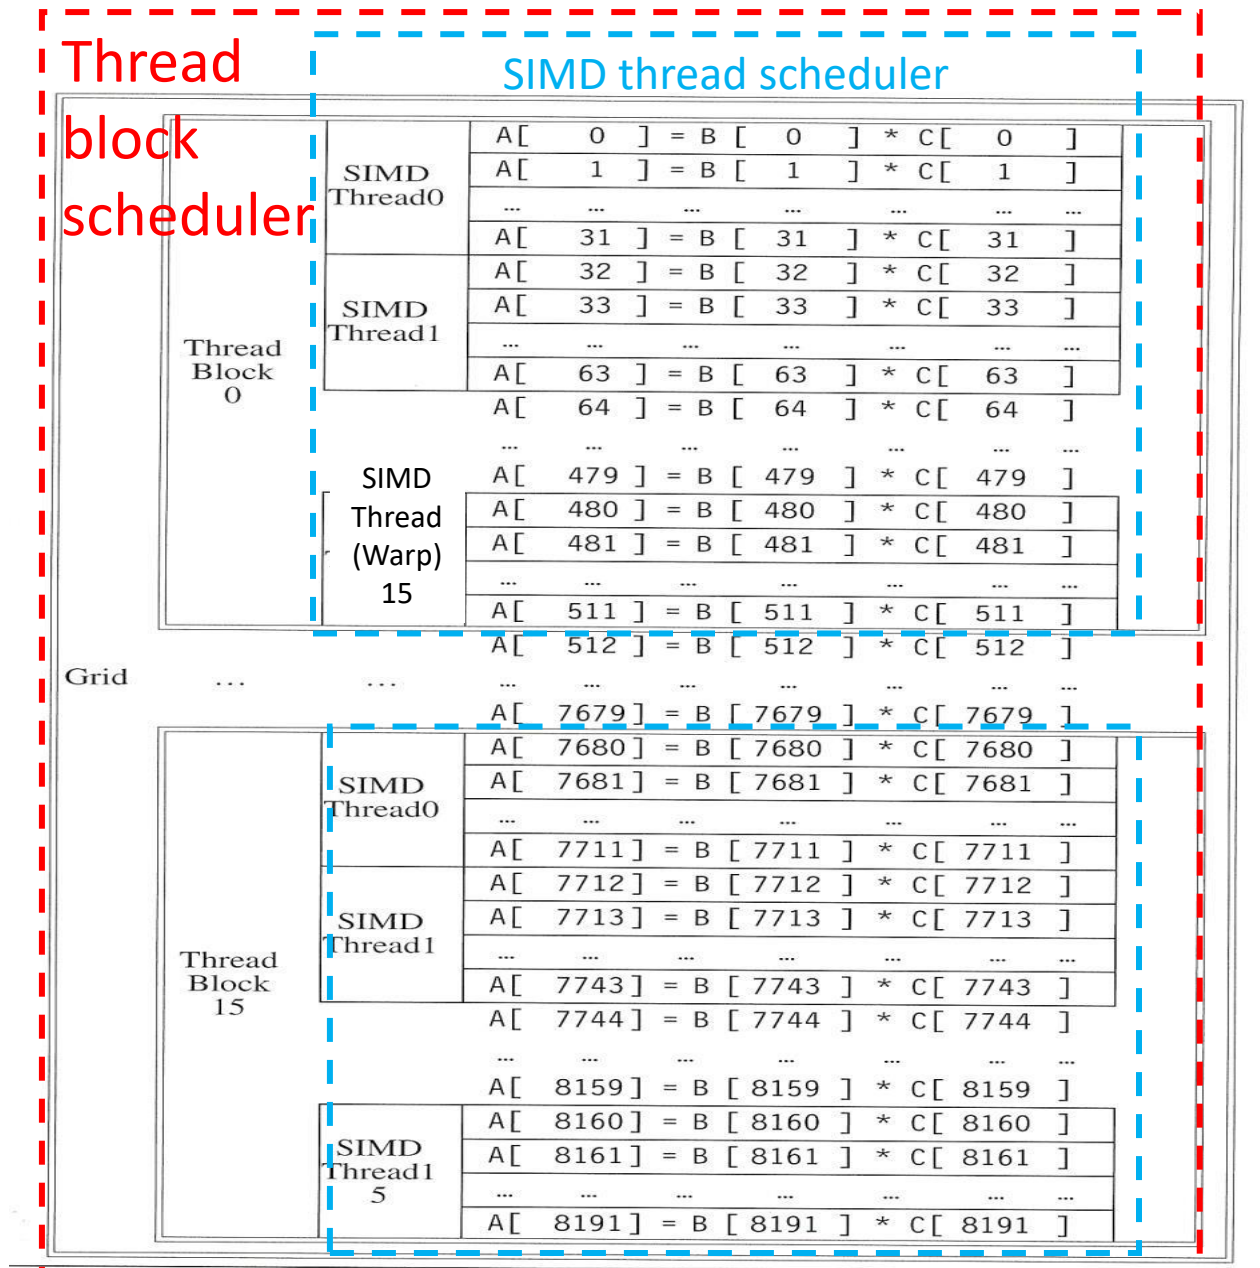 Thread
block
scheduler
SIMD thread scheduler
A[ 0 ] = B [ 0 ] * C[ 0 ]
SIMD
Thread0
A[ 1 ] = B [ 1 ] * C[ 1 ]
... ... ... ... ... ... ...
A[ 31 ] = B [ 31 ] * C[ 31 ]
SIMD
Thread1
A[ 32 ] = B [ 32 ] * C[ 32 ]
A[ 33 ] = B [ 33 ] * C[ 33 ]
... ... ... ... ... ... ...
A[ 63 ] = B [ 63 ] * C[ 63 ]
Thread
Block
0
A[ 64 ] = B [ 64 ] * C[ 64 ]
... ... ... ... ... ... ...
A[ 479 ] = B [ 479 ] * C[ 479 ]
SIMD
Thread
(Warp)
15
A[ 480 ] = B [ 480 ] * C[ 480 ]
A[ 481 ] = B [ 481 ] * C[ 481 ]
... ... ... ... ... ... ...
A[ 511 ] = B [ 511 ] * C[ 511 ]
A[ 512 ] = B [ 512 ] * C[ 512 ]
Grid ... ... ... ... ... ... ... ... ...
A[ 7679] = B [ 7679 ] * C[ 7679 ]
SIMD
Thread0
A[ 7680] = B [ 7680 ] * C[ 7680 ]
A[ 7681] = B [ 7681 ] * C[ 7681 ]
... ... ... ... ... ... ...
A[ 7711] = B [ 7711 ] * C[ 7711 ]
SIMD
Thread1
A[ 7712] = B [ 7712 ] * C[ 7712 ]
A[ 7713] = B [ 7713 ] * C[ 7713 ]
... ... ... ... ... ... ...
A[ 7743] = B [ 7743 ] * C[ 7743 ]
Thread
Block
15
A[ 7744] = B [ 7744 ] * C[ 7744 ]
... ... ... ... ... ... ...
A[ 8159] = B [ 8159 ] * C[ 8159 ]
SIMD
Thread1
5
A[ 8160] = B [ 8160 ] * C[ 8160 ]
A[ 8161] = B [ 8161 ] * C[ 8161 ]
... ... ... ... ... ... ...
A[ 8191] = B [ 8191 ] * C[ 8191 ]